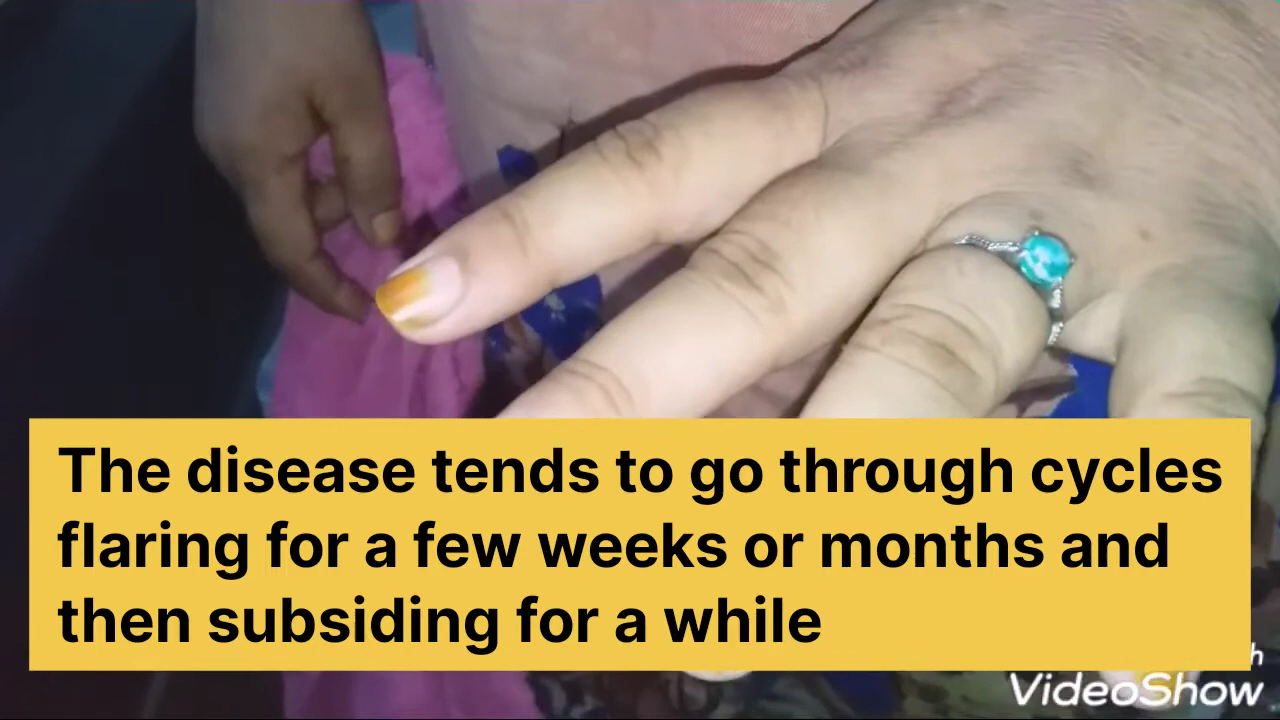 The disease tends to go through cycles
flaring for a few weeks or months and
then subsiding for a while
VideoShow